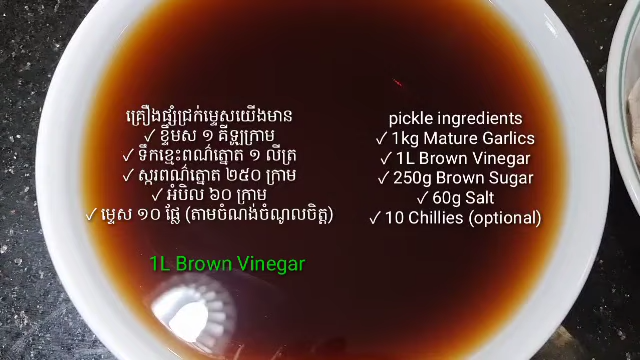 គ្រឿងផ្សំជ្រក់ម្ទេសយើងមាន
✓ ខ្ទឹមស ១ គីឡូក្រាម
✓ ទឹកខ្មេះពណ៌ត្នោត ១ លីត្រ
✓ ស្ករពណ៌ត្នោត ២៥០ ក្រាម
✓ អំបិល ៦០ ក្រាម
✓ ម្ទេស ១០ ផ្លែ (តាមចំណង់ចំណូលចិត្ត)
pickle ingredients
✓ 1kg Mature Garlics
✓ 1L Brown Vinegar
✓ 250g Brown Sugar
✓ 60g Salt
✓ 10 Chillies (optional)
1L Brown Vinegar